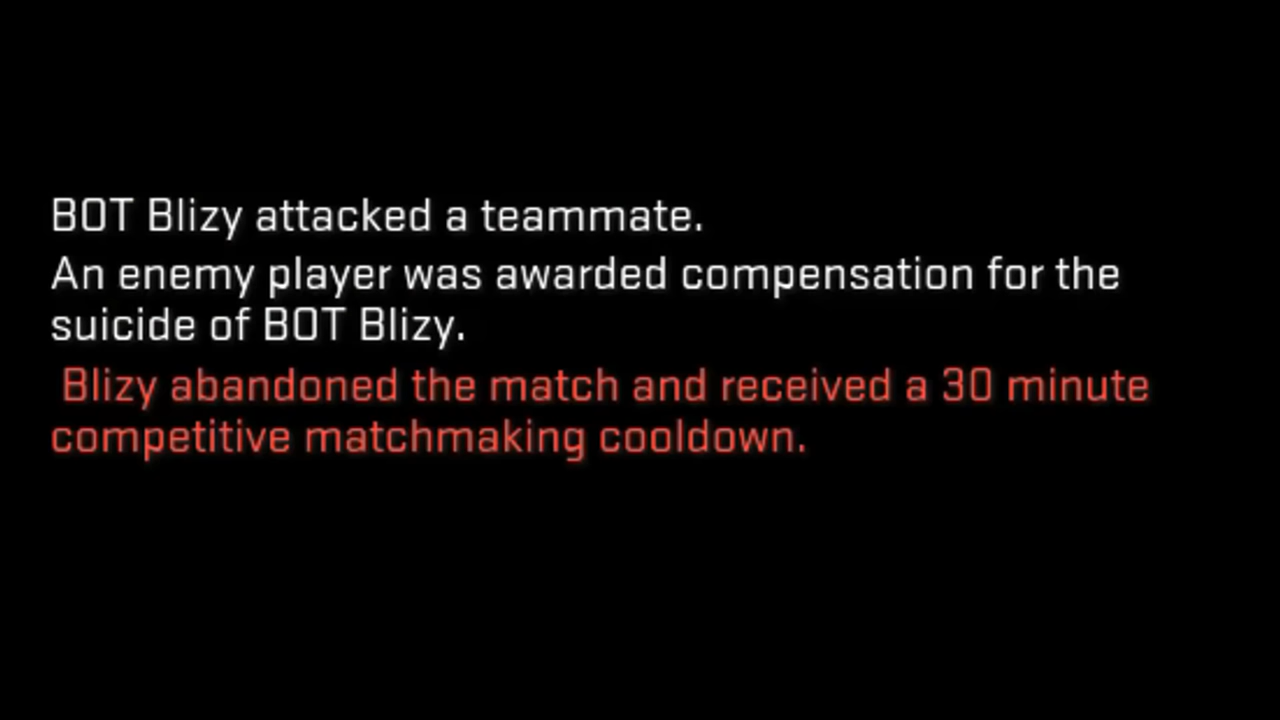 BOT Blizy attacked a teammate.
An enemy player was awarded compensation for the
suicide of BOT Blizy.
Blizy abandoned the match and received a 30 minute
competitive matchmaking cooldown.